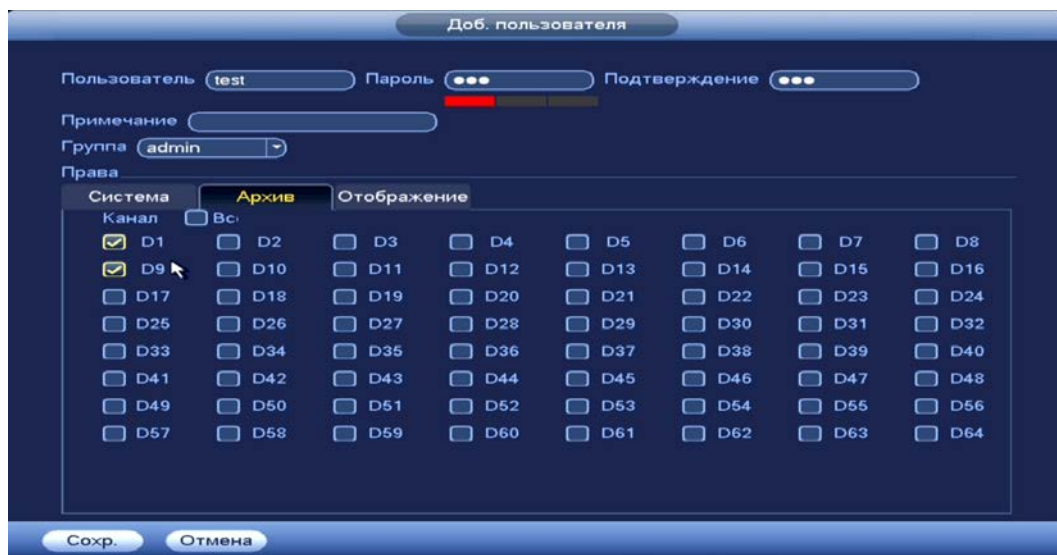 Доб. пользователя
Пользователь test Пароль ●●● Подтверждение ●●●
Примечание
Группа admin
Права
Система Архив Отображение
Канал Вс
D1 D2 D3 D4 D5 D6 D7 D8
D9 D10 D11 D12 D13 D14 D15 D16
D17 D18 D19 D20 D21 D22 D23 D24
D25 D26 D27 D28 D29 D30 D31 D32
D33 D34 D35 D36 D37 D38 D39 D40
D41 D42 D43 D44 D45 D46 D47 D48
D49 D50 D51 D52 D53 D54 D55 D56
D57 D58 D59 D60 D61 D62 D63 D64
Сохр. Отмена